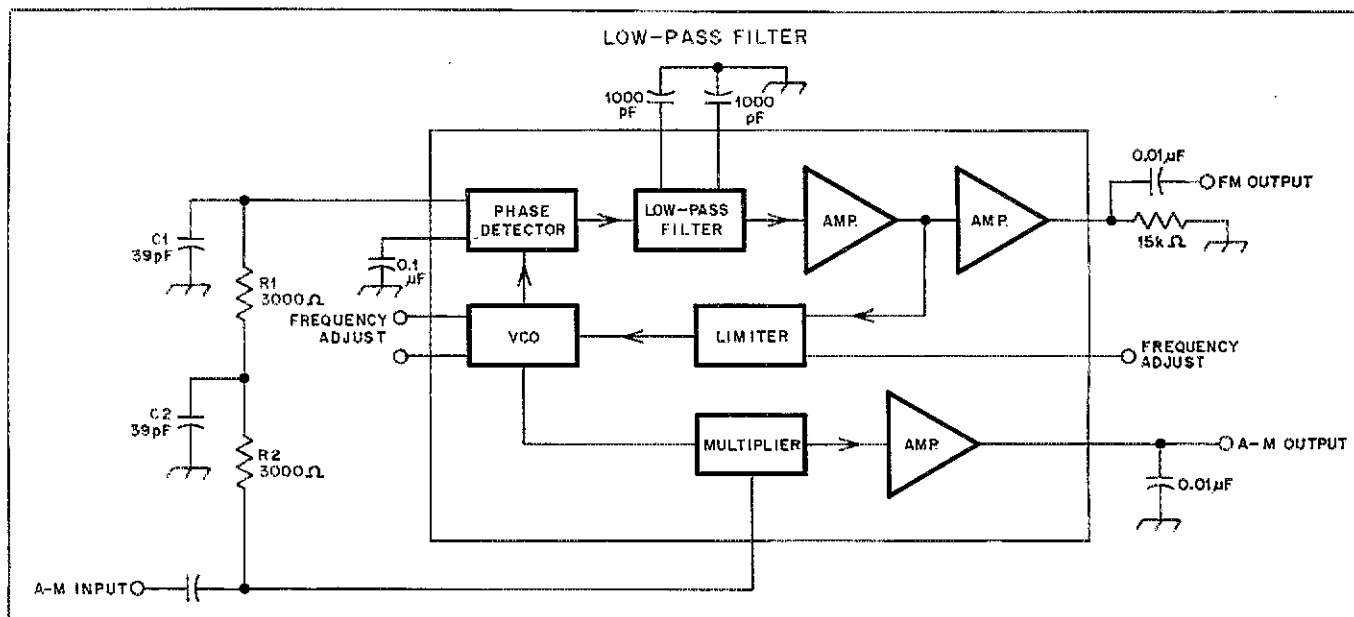 LOW-PASS FILTER
1000
pF
1000
pF
0.01µF
FM OUTPUT
PHASE
DETECTOR
LOW-PASS
FILTER
AMP.
AMP.
C1
39pF
0.1
µF
15kΩ
R1
3000Ω
FREQUENCY
ADJUST
VCO
LIMITER
FREQUENCY
ADJUST
C2
39pF
R2
3000Ω
MULTIPLIER
AMP.
A-M OUTPUT
0.01µF
A-M INPUT